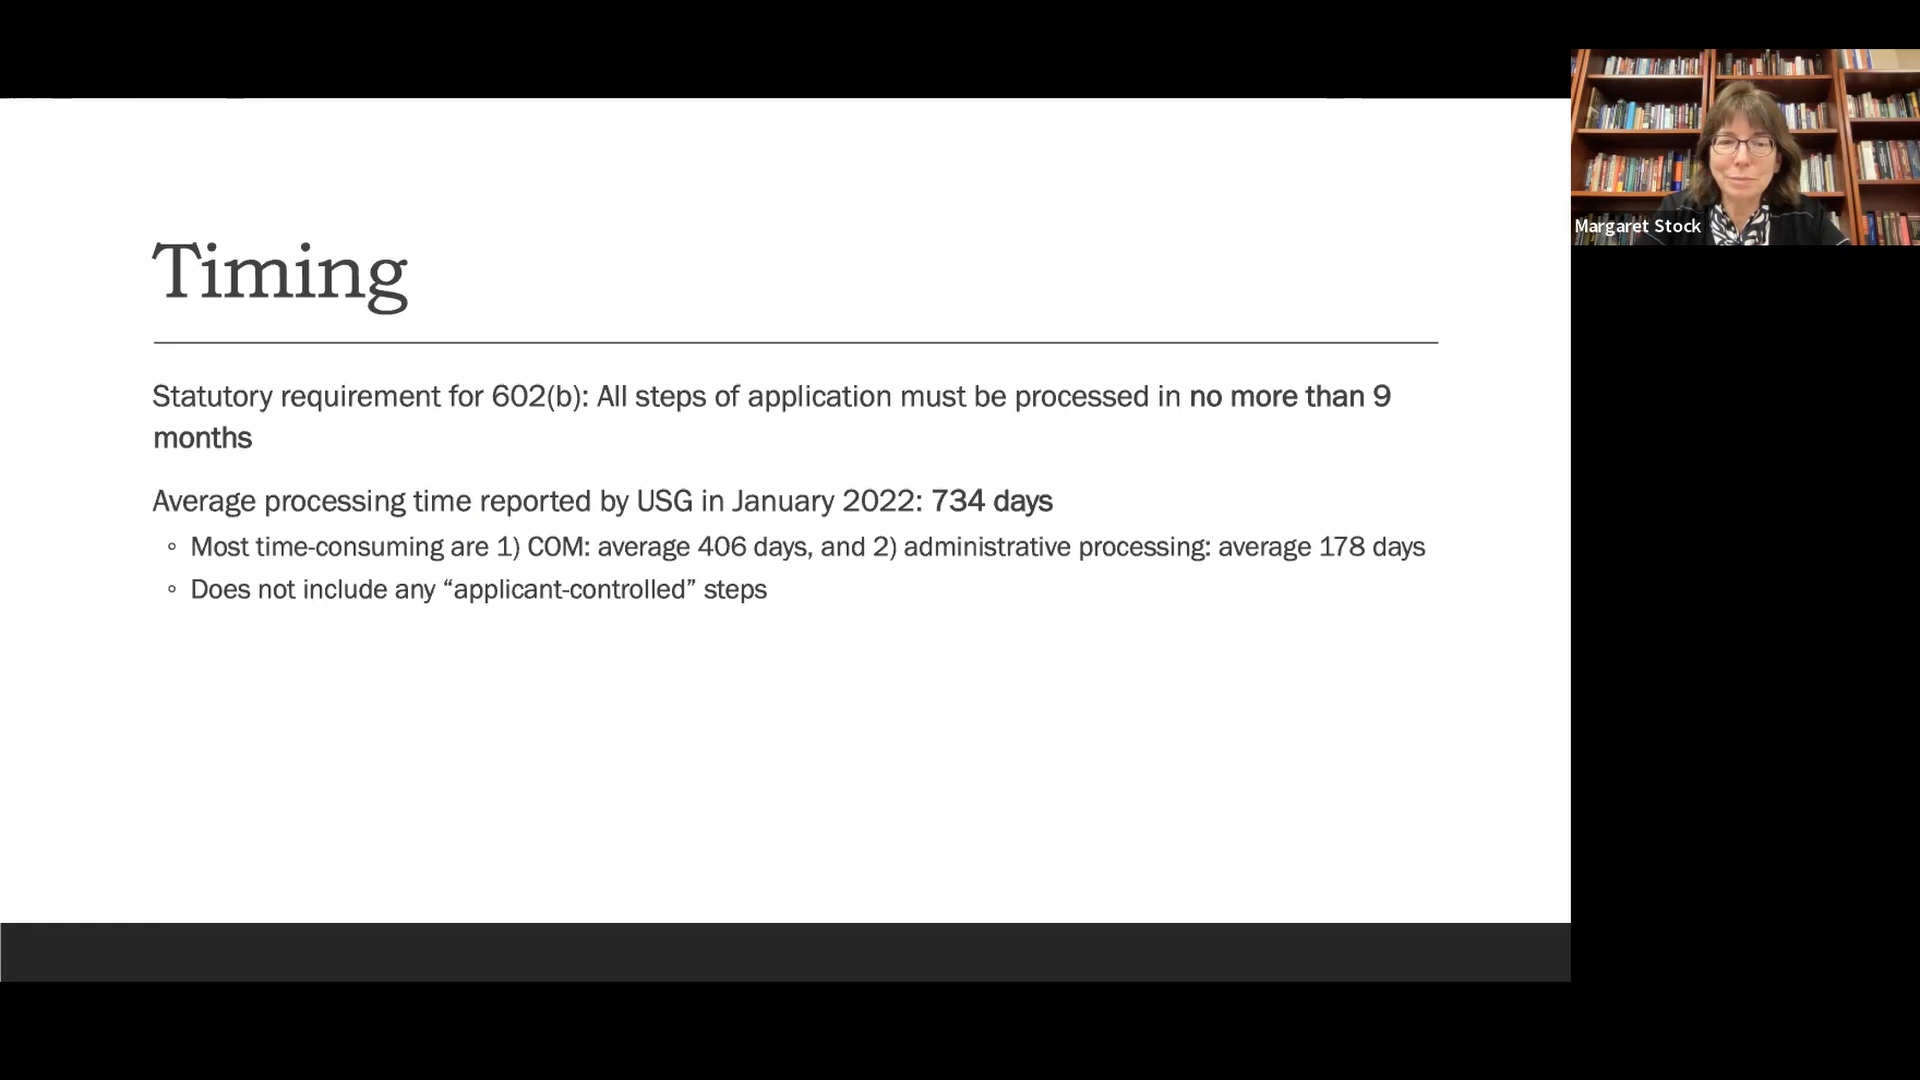 Timing
Statutory requirement for 602(b): All steps of application must be processed in no more than 9
months
Average processing time reported by USG in January 2022: 734 days
◦ Most time-consuming are 1) COM: average 406 days, and 2) administrative processing: average 178 days
◦ Does not include any “applicant-controlled” steps
Margaret Stock